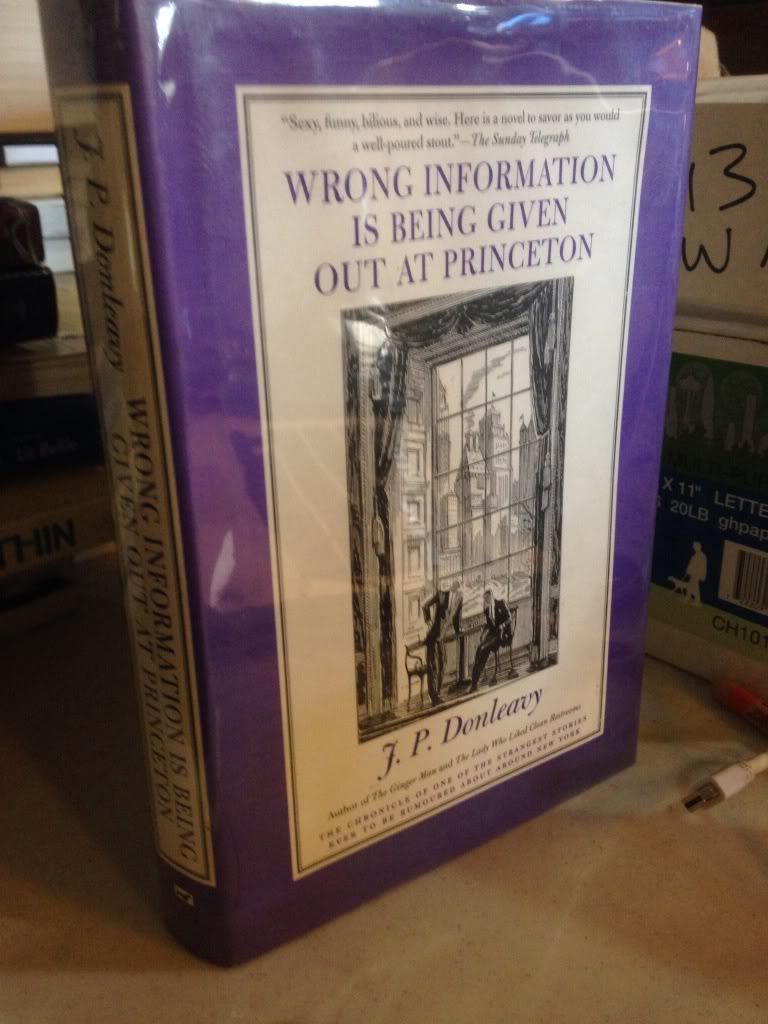 "Sexy, funny, bilious, and wise. Here is a novel to savor as you would
a well-poured stout."—The Sunday Telegraph
WRONG INFORMATION
IS BEING GIVEN
OUT AT PRINCETON
J. P. Donleavy
Author of The Ginger Man and The Lady Who Liked Clean Restrooms
THE CHRONICLE OF ONE OF THE STRANGEST STORIES
EVER TO BE RUMOURED ABOUT AROUND NEW YORK
J. P. Donleavy
WRONG INFORMATION IS BEING
GIVEN OUT AT PRINCETON
THIN
13
W
X 11" LETTE
20LB ghpap
CH101